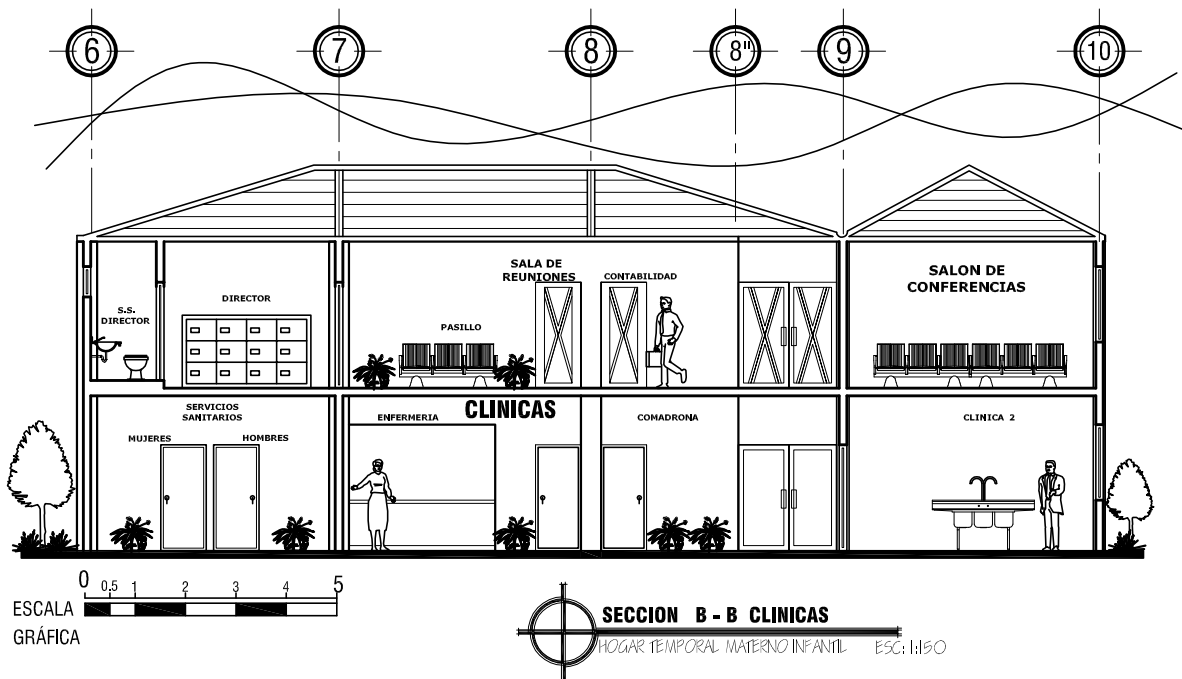 6 7 8 8" 9 10
SALA DE
REUNIONES
CONTABILIDAD
SALON DE
CONFERENCIAS
S.S.
DIRECTOR
DIRECTOR
PASILLO
SERVICIOS
SANITARIOS
MUJERES
HOMBRES
ENFERMERIA
CLINICAS
COMADRONA
CLINICA 2
0 0.5 1 2 3 4 5
ESCALA
GRÁFICA
SECCION B - B CLINICAS
HOGAR TEMPORAL MATERNO INFANTIL ESC: 1:150